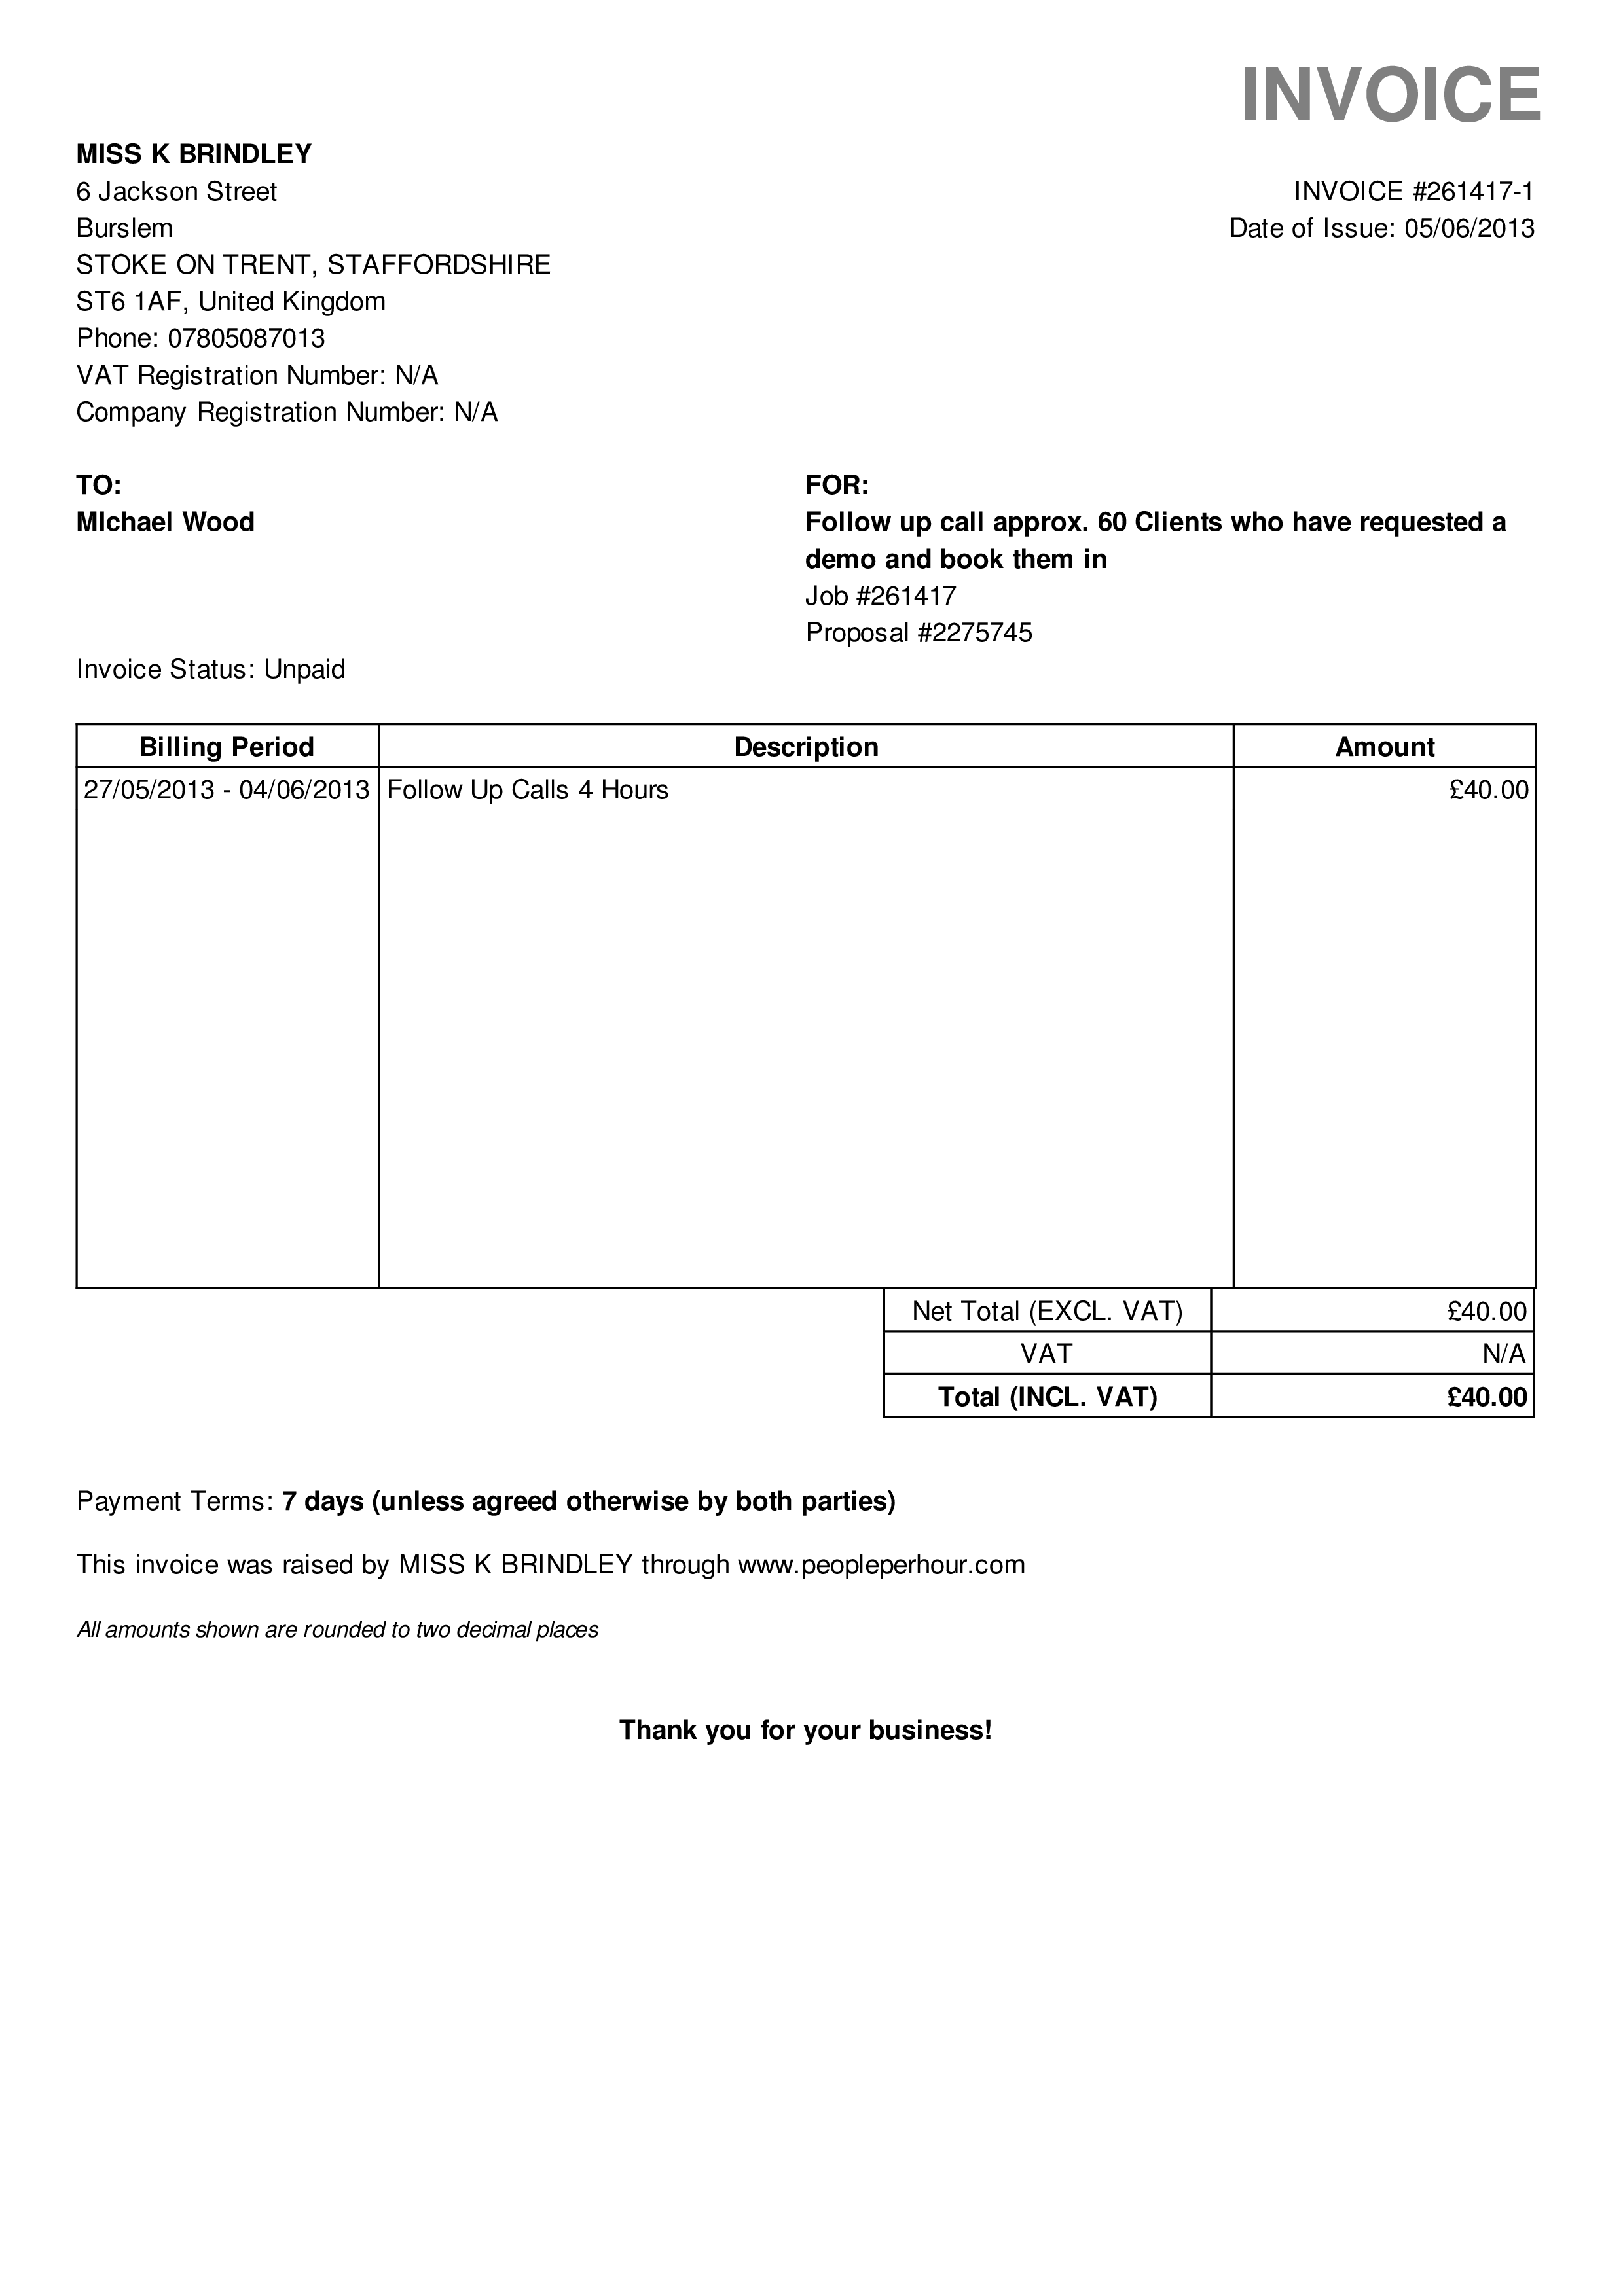 INVOICE
MISS K BRINDLEY
6 Jackson Street
INVOICE #261417-1
Burslem
Date of Issue: 05/06/2013
STOKE ON TRENT, STAFFORDSHIRE
ST6 1AF, United Kingdom
Phone: 07805087013
VAT Registration Number: N/A
Company Registration Number: N/A
TO:
MIchael Wood
FOR:
Follow up call approx. 60 Clients who have requested a
demo and book them in
Job #261417
Proposal #2275745
Invoice Status: Unpaid
Billing Period Description Amount
27/05/2013 - 04/06/2013 Follow Up Calls 4 Hours £40.00
Net Total (EXCL. VAT) £40.00
VAT N/A
Total (INCL. VAT) £40.00
Payment Terms: 7 days (unless agreed otherwise by both parties)
This invoice was raised by MISS K BRINDLEY through www.peopleperhour.com
All amounts shown are rounded to two decimal places
Thank you for your business!